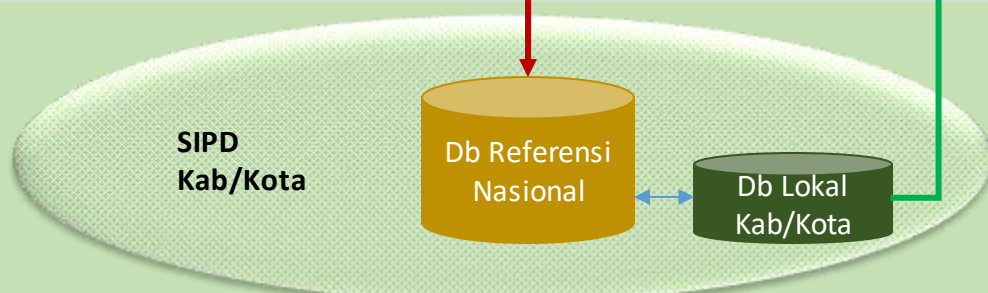 SIPD
Kab/Kota
Db Referensi
Nasional
Db Lokal
Kab/Kota